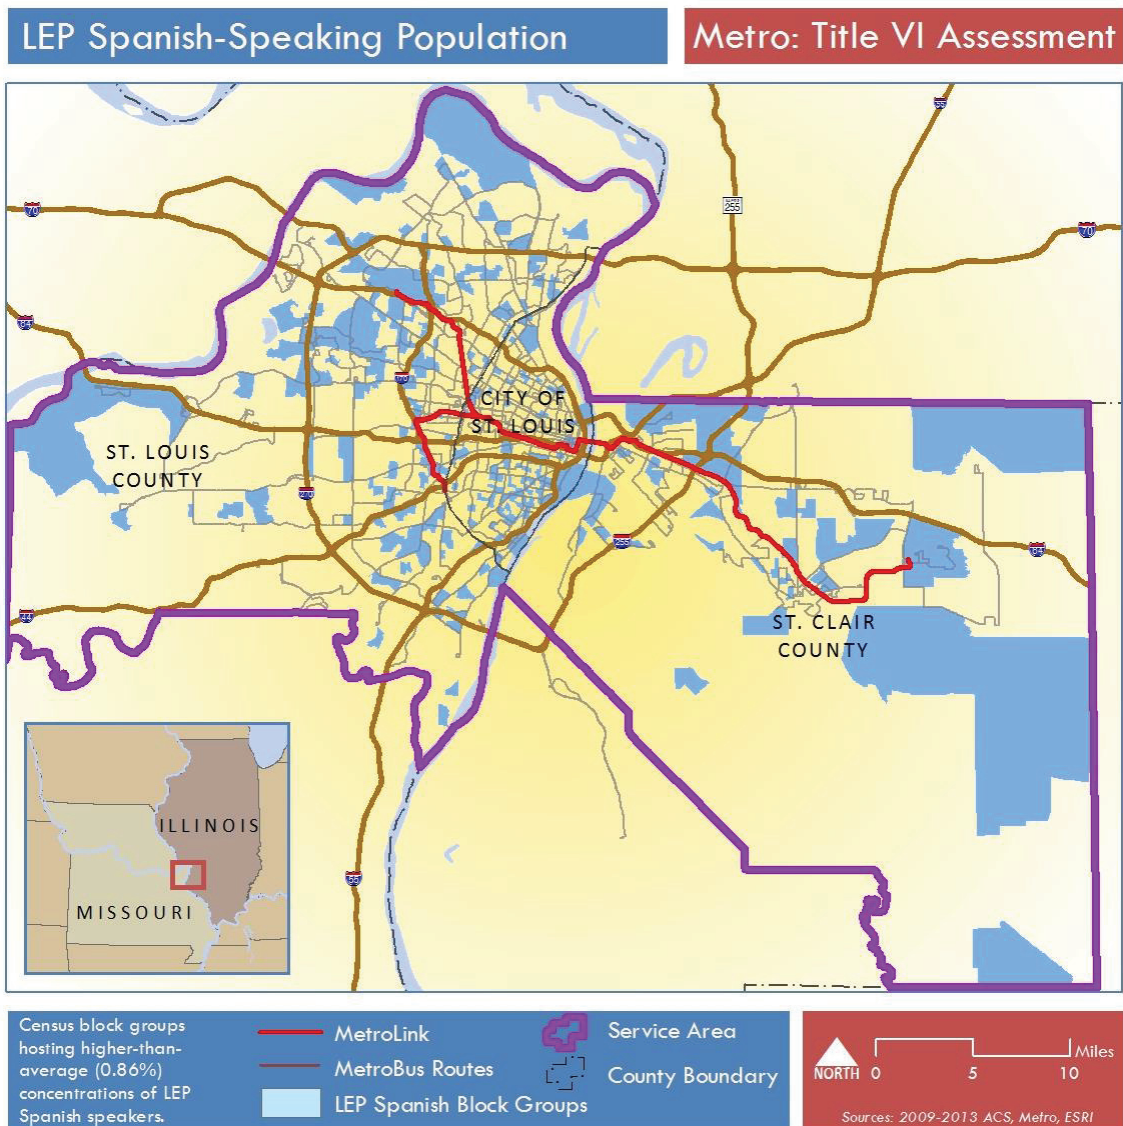 LEP Spanish-Speaking Population
Metro: Title VI Assessment
55
70
255
70
64
170
CITY OF
ST. LOUIS
ST. LOUIS
COUNTY
270
255
64
44
ST. CLAIR
COUNTY
ILLINOIS
MISSOURI
55
Census block groups
hosting higher-than-
average (0.86%)
concentrations of LEP
Spanish speakers.
MetroLink
MetroBus Routes
LEP Spanish Block Groups
Service Area
County Boundary
NORTH
0
5
10
Miles
Sources: 2009-2013 ACS, Metro, ESRI